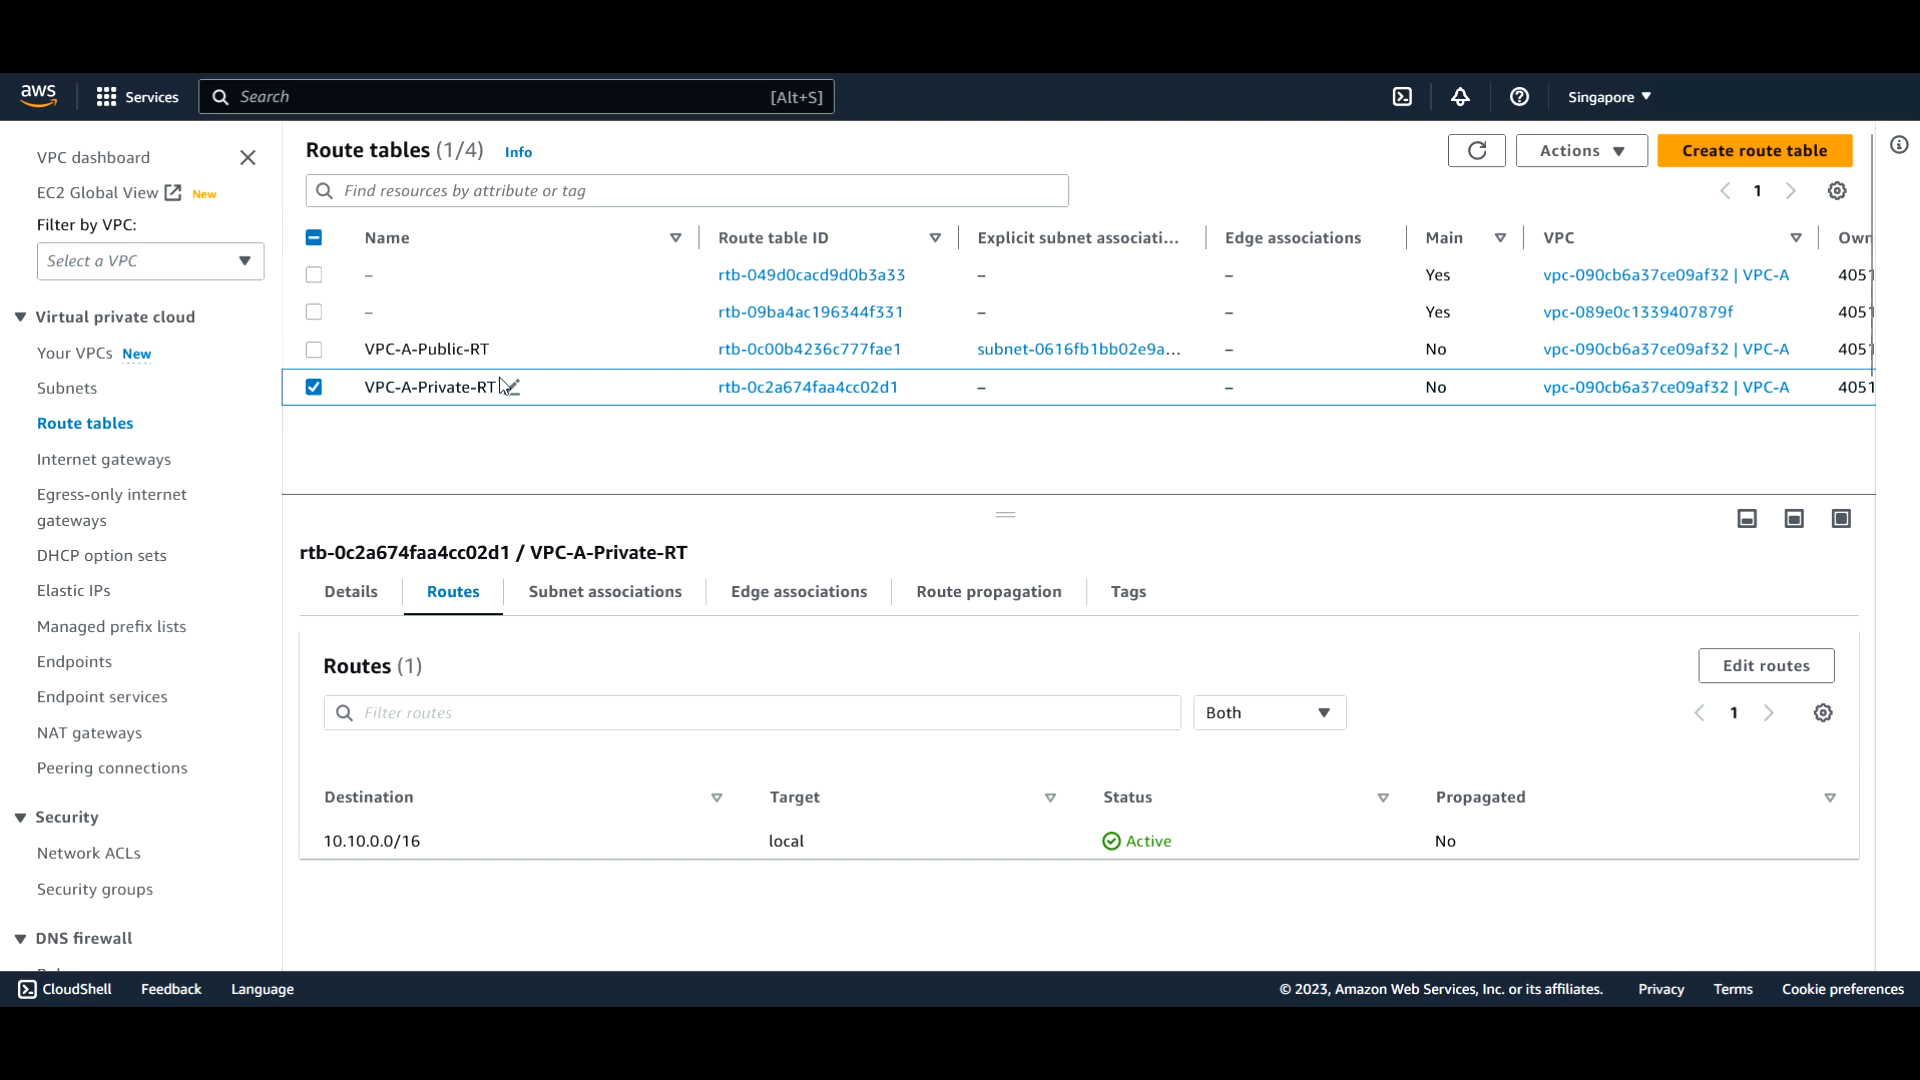 aws
Services
Search
[Alt+S]
Singapore
VPC dashboard
EC2 Global View New
Filter by VPC:
Select a VPC
Virtual private cloud
Your VPCs New
Subnets
Route tables
Internet gateways
Egress-only internet
gateways
DHCP option sets
Elastic IPs
Managed prefix lists
Endpoints
Endpoint services
NAT gateways
Peering connections
Security
Network ACLs
Security groups
DNS firewall
Route tables (1/4) Info
Actions
Create route table
Find resources by attribute or tag
1
Name Route table ID Explicit subnet associati... Edge associations Main VPC Own
– rtb-049d0cacd9d0b3a33 – – Yes vpc-090cb6a37ce09af32 | VPC-A 4051
– rtb-09ba4ac196344f331 – – Yes vpc-089e0c1339407879f 4051
VPC-A-Public-RT rtb-0c00b4236c777fae1 subnet-0616fb1bb02e9a... – No vpc-090cb6a37ce09af32 | VPC-A 4051
VPC-A-Private-RT rtb-0c2a674faa4cc02d1 – – No vpc-090cb6a37ce09af32 | VPC-A 4051
rtb-0c2a674faa4cc02d1 / VPC-A-Private-RT
Details Routes Subnet associations Edge associations Route propagation Tags
Routes (1)
Edit routes
Filter routes
Both
1
Destination Target Status Propagated
10.10.0.0/16 local Active No
CloudShell Feedback Language
© 2023, Amazon Web Services, Inc. or its affiliates. Privacy Terms Cookie preferences